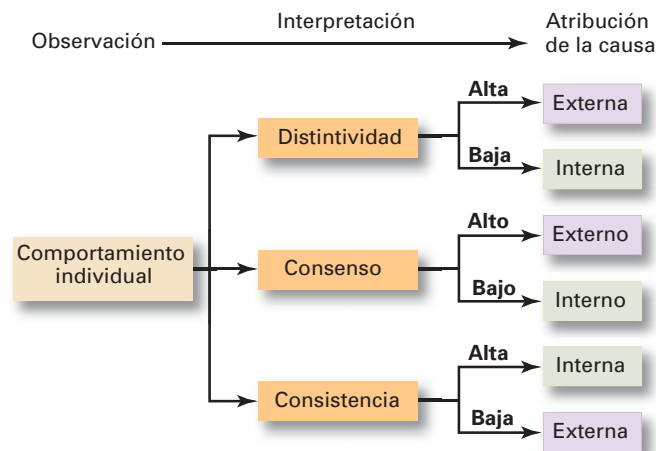 Observación
Interpretación
Atribución
de la causa
Distintividad
Alta
Externa
Baja
Interna
Comportamiento
individual
Consenso
Alto
Externo
Bajo
Interno
Consistencia
Alta
Interna
Baja
Externa